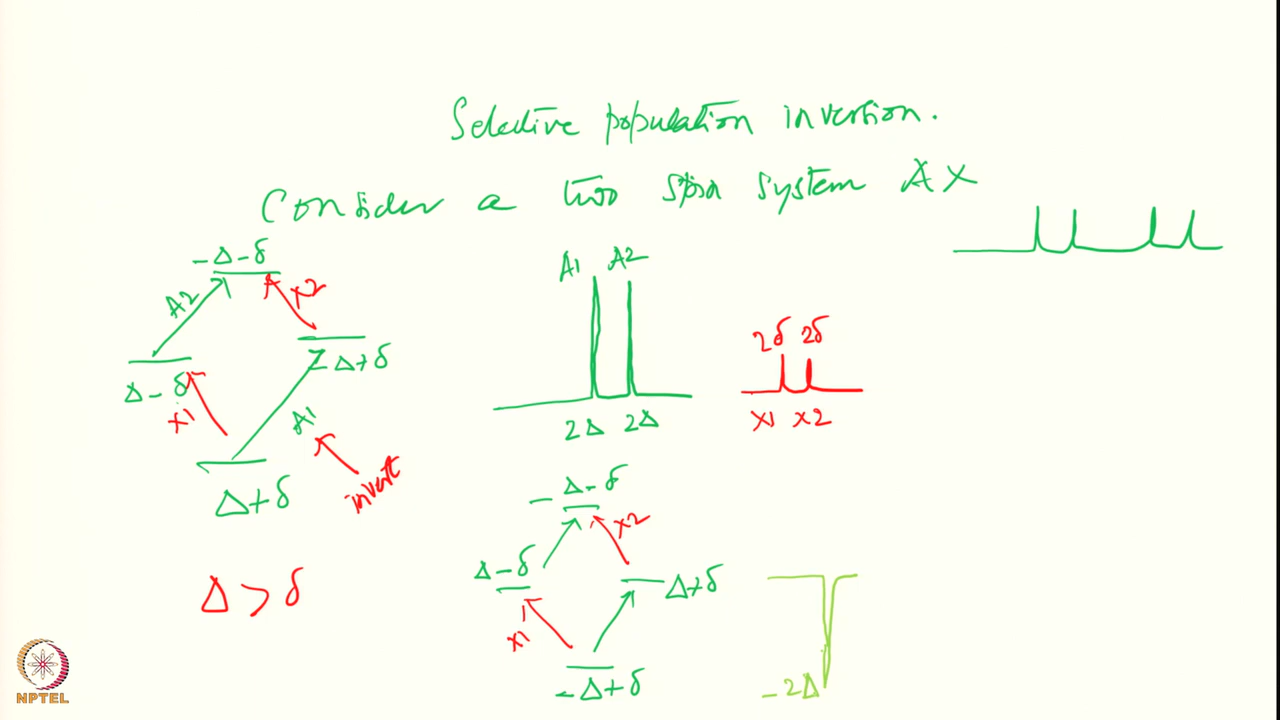 Selective population invertion.
Consider a two spin system AX
-Δ-δ
A2
X2
Δ-δ
Z Δ+δ
X1
A1
Δ+δ
invert
Δ > δ
A1 A2
2Δ 2Δ
2δ 2δ
X1 X2
-Δ-δ
X2
Δ-δ
Δ+δ
X1
-Δ+δ
-2Δ
NPTEL